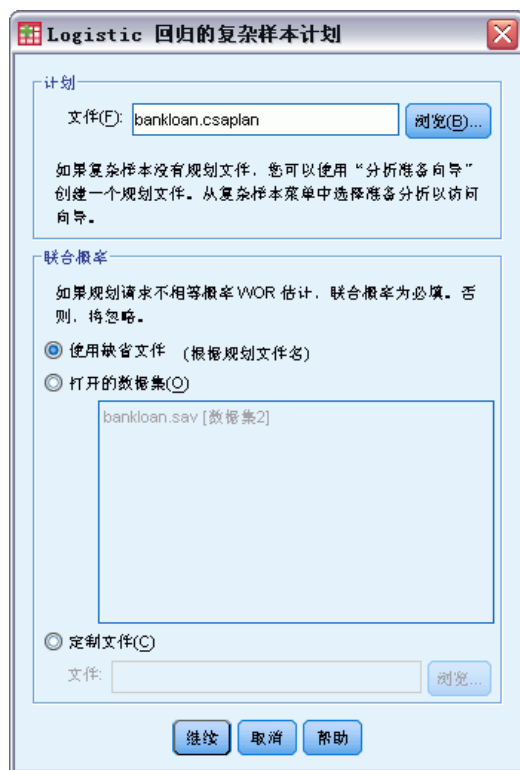 Logistic 回归的复杂样本计划
计划
文件(F): bankloan.csaplan 浏览(B)...
如果复杂样本没有规划文件，您可以使用“分析准备向导”
创建一个规划文件。从复杂样本菜单中选择准备分析以访问
向导。
联合概率
如果规划请求不相等概率 WOR 估计，联合概率为必填。否
则，将忽略。
使用缺省文件 (根据规划文件名)
打开的数据集(O)
bankloan.sav [数据集2]
定制文件(C)
文件: 浏览...
继续 取消 帮助